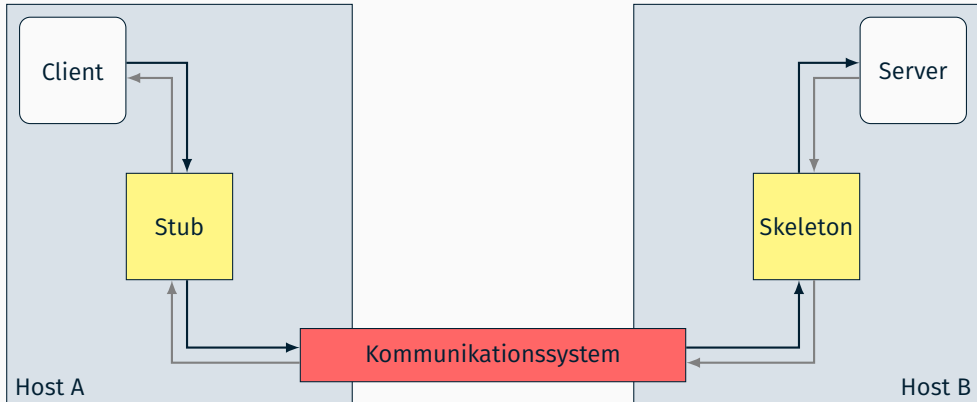 Client
Server
Stub
Skeleton
Kommunikationssystem
Host A
Host B